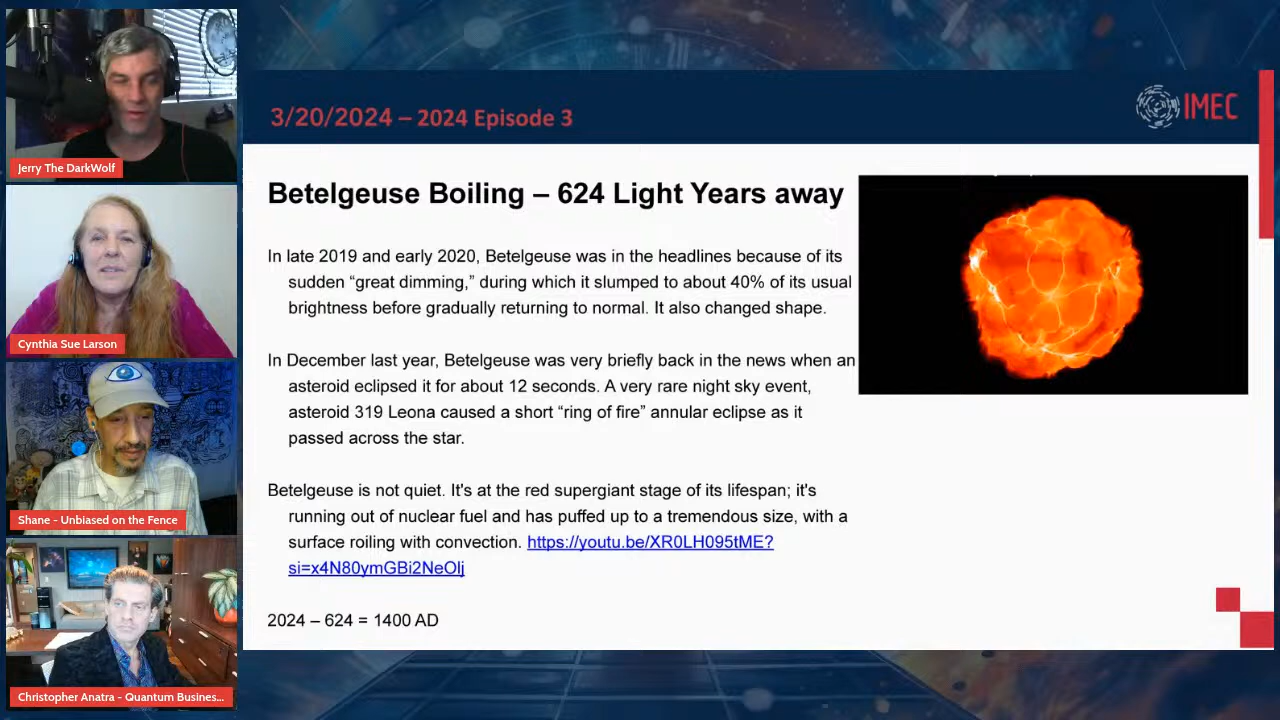 Jerry The DarkWolf
Cynthia Sue Larson
Shane - Unbiased on the Fence
Christopher Anatra - Quantum Busines...
3/20/2024 – 2024 Episode 3
IMEC
Betelgeuse Boiling – 624 Light Years away
In late 2019 and early 2020, Betelgeuse was in the headlines because of its
sudden “great dimming,” during which it slumped to about 40% of its usual
brightness before gradually returning to normal. It also changed shape.
In December last year, Betelgeuse was very briefly back in the news when an
asteroid eclipsed it for about 12 seconds. A very rare night sky event,
asteroid 319 Leona caused a short “ring of fire” annular eclipse as it
passed across the star.
Betelgeuse is not quiet. It's at the red supergiant stage of its lifespan; it's
running out of nuclear fuel and has puffed up to a tremendous size, with a
surface roiling with convection. https://youtu.be/XR0LH095tME?
si=x4N80ymGBi2NeOlj
2024 – 624 = 1400 AD